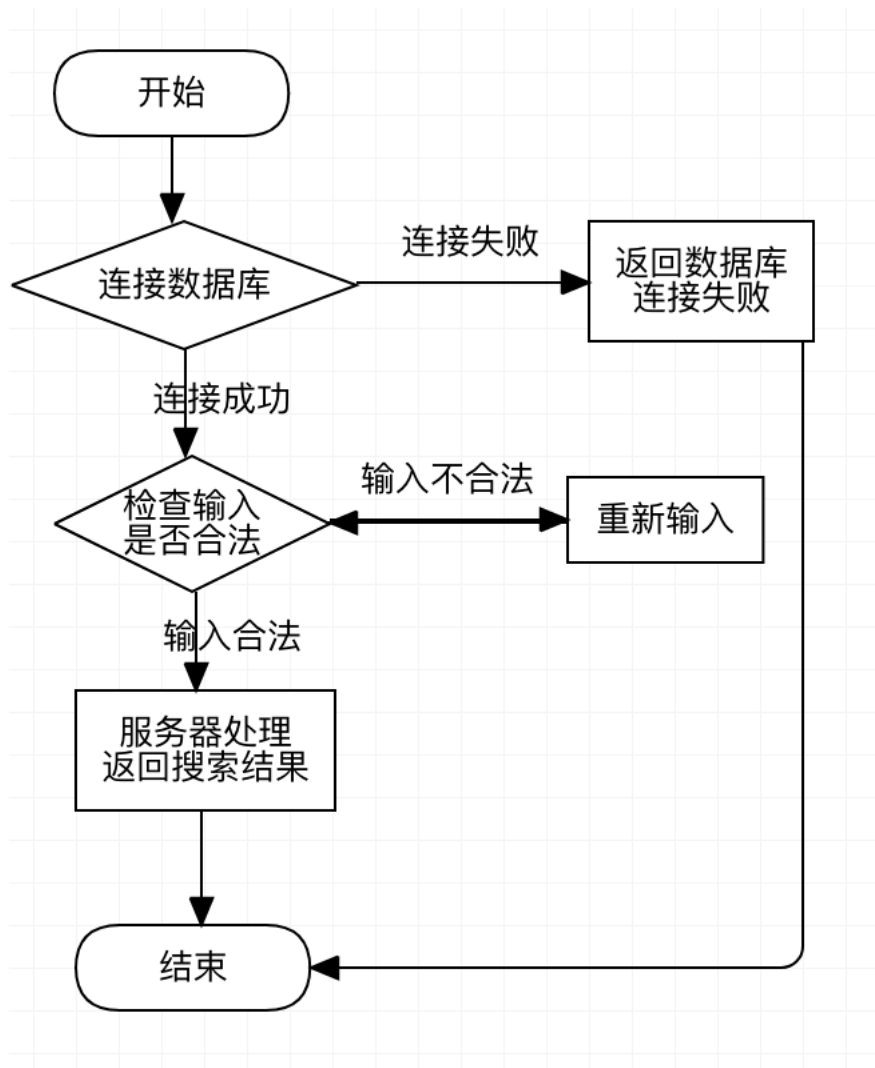 开始
连接数据库
连接失败
返回数据库
连接失败
连接成功
检查输入
是否合法
输入不合法
重新输入
输入合法
服务器处理
返回搜索结果
结束